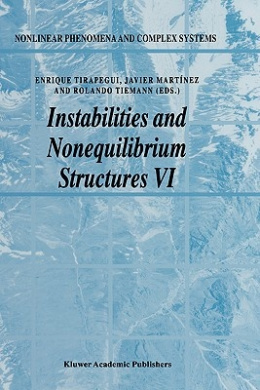 NONLINEAR PHENOMENA AND COMPLEX SYSTEMS
ENRIQUE TIRAPEGUI, JAVIER MARTÍNEZ
AND ROLANDO TIEMANN (EDS.)
Instabilities and
Nonequilibrium
Structures VI
Kluwer Academic Publishers